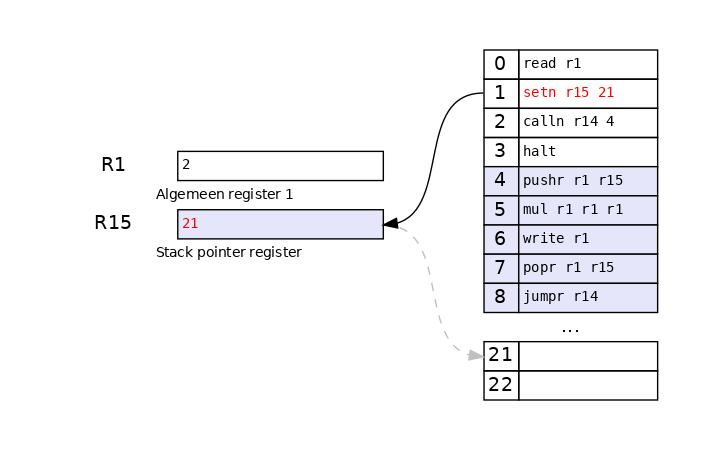 R1
2
Algemeen register 1
R15
21
Stack pointer register
0 read r1
1 setn r15 21
2 calln r14 4
3 halt
4 pushr r1 r15
5 mul r1 r1 r1
6 write r1
7 popr r1 r15
8 jumpr r14
...
21
22